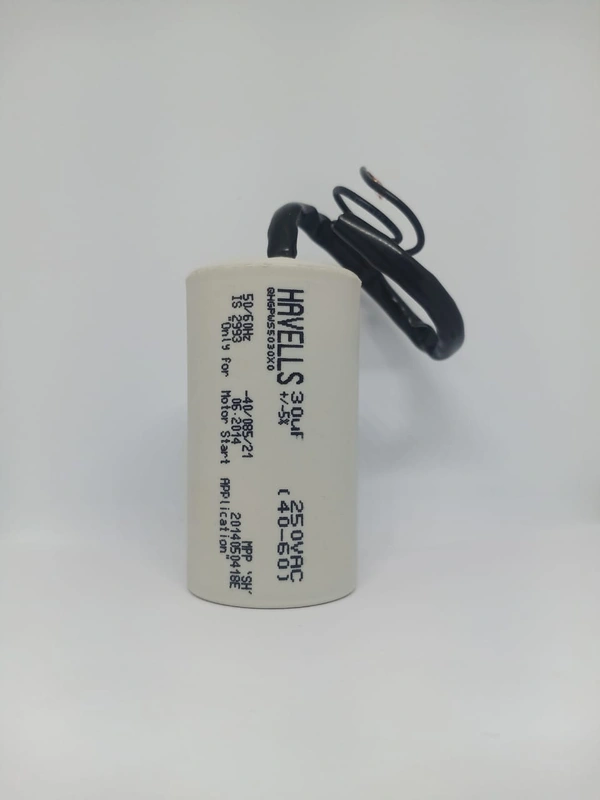 HAVELLS 30uF 250VAC
QHGPWS5030X0 +/-5% (40-60)
50/60Hz -40/085/21 MPP 'SH'
IS 2993 06.2014 2014050418E
"Only for Motor Start Application"